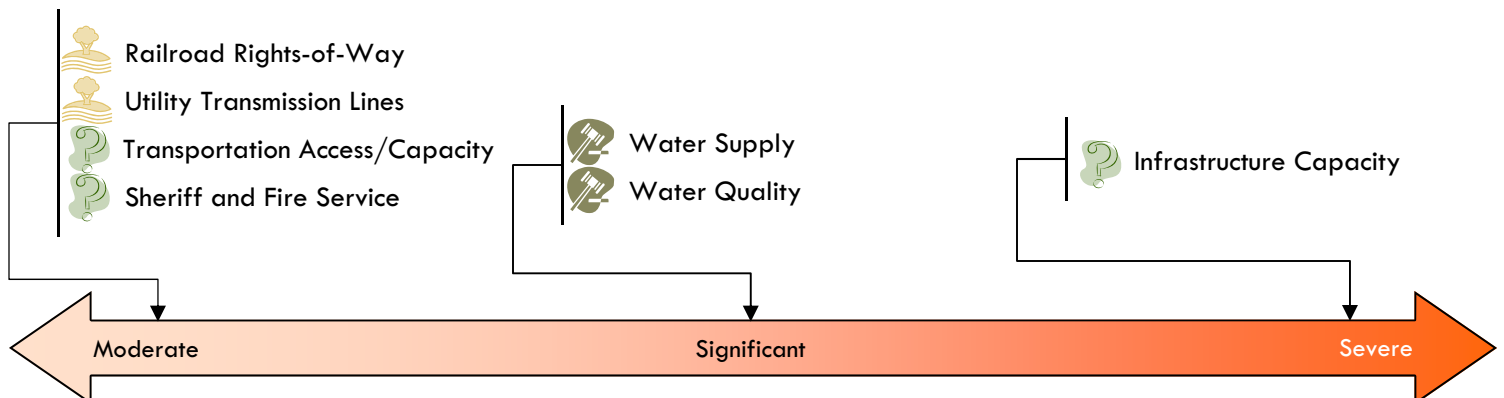 Railroad Rights-of-Way
Utility Transmission Lines
Transportation Access/Capacity
Sheriff and Fire Service
Water Supply
Water Quality
Infrastructure Capacity
Moderate
Significant
Severe